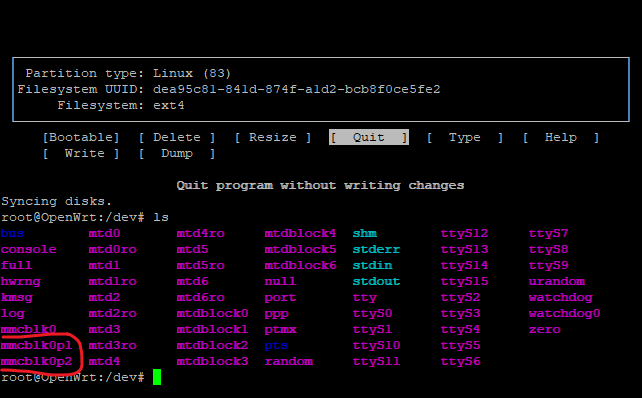 Partition type: Linux (83)
Filesystem UUID: dea95c81-841d-874f-a1d2-bcb8f0ce5fe2
Filesystem: ext4
[Bootable] [ Delete ] [ Resize ] [ Quit ] [ Type ] [ Help ]
[ Write ] [ Dump ]
Quit program without writing changes
Syncing disks.
root@OpenWrt:/dev# ls
bus mtd0 mtd4ro mtdblock4 shm ttyS12 ttyS7
console mtd0ro mtd5 mtdblock5 stderr ttyS13 ttyS8
full mtd1 mtd5ro mtdblock6 stdin ttyS14 ttyS9
hwrng mtd1ro mtd6 null stdout ttyS15 urandom
kmsg mtd2 mtd6ro port tty ttyS2 watchdog
log mtd2ro mtdblock0 ppp ttyS0 ttyS3 watchdog0
mmcblk0 mtd3 mtdblock1 ptmx ttyS1 ttyS4 zero
mmcblk0p1 mtd3ro mtdblock2 pts ttyS10 ttyS5
mmcblk0p2 mtd4 mtdblock3 random ttyS11 ttyS6
root@OpenWrt:/dev#